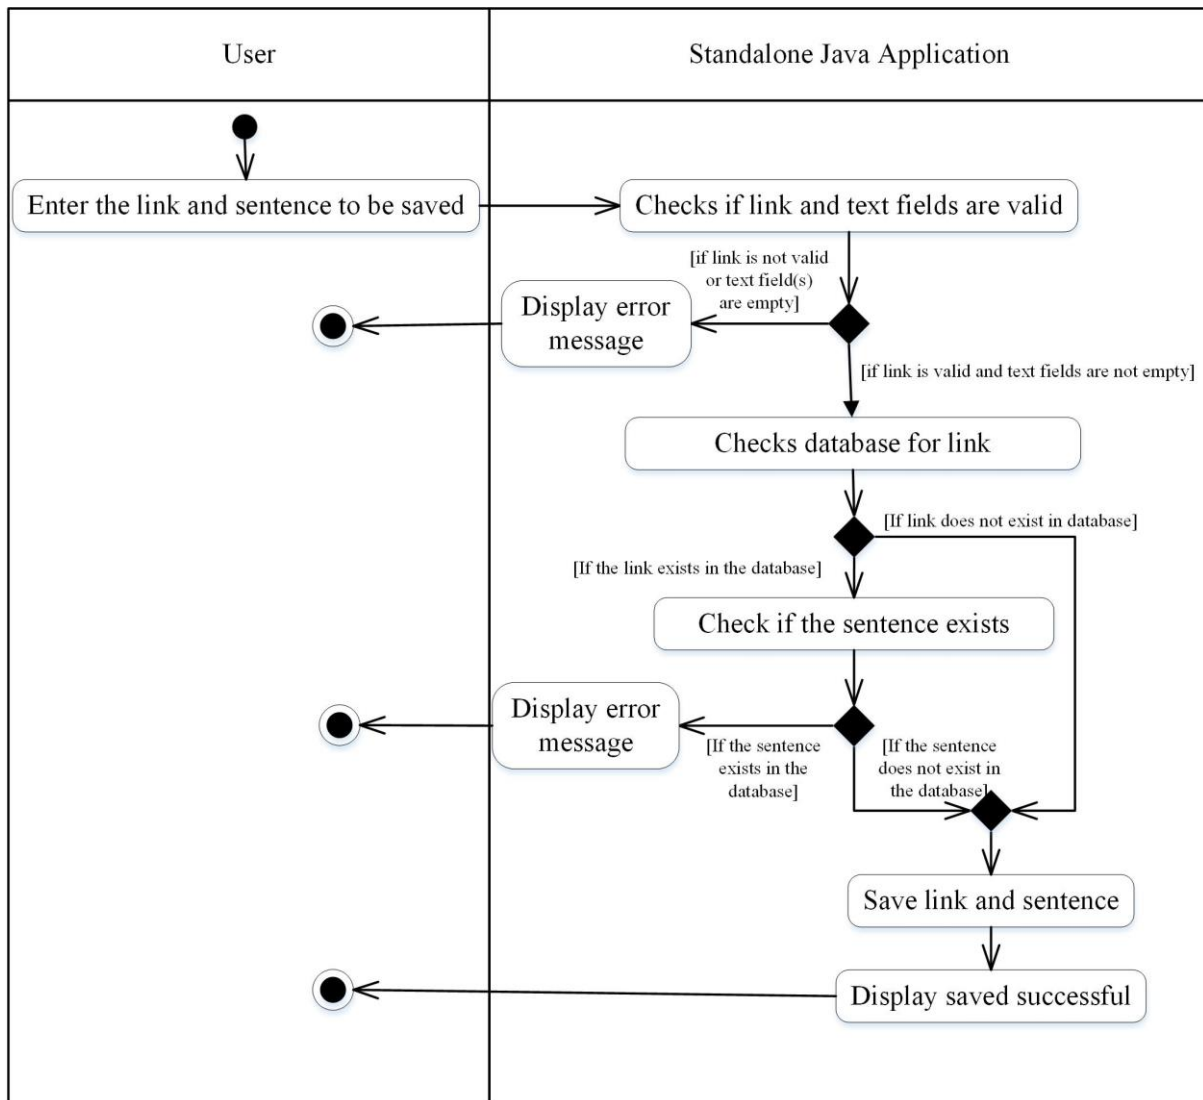 User
Standalone Java Application
Enter the link and sentence to be saved
Checks if link and text fields are valid
[if link is not valid
or text field(s)
are empty]
Display error
message
[if link is valid and text fields are not empty]
Checks database for link
[If link does not exist in database]
[If the link exists in the database]
Check if the sentence exists
Display error
message
[If the sentence
exists in the
database]
[If the sentence
does not exist in
the database]
Save link and sentence
Display saved successful